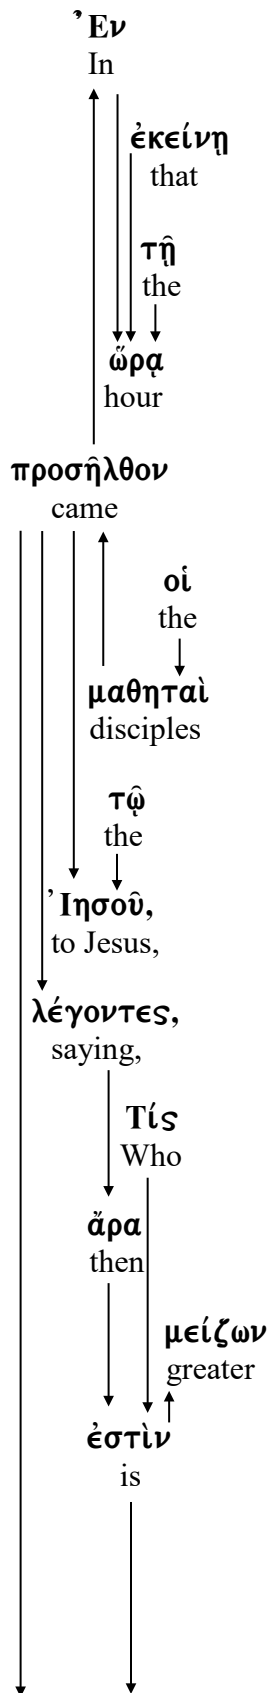 Ἐν
In
ἐκείνῃ
that
τῇ
the
ὥρᾳ
hour
προσῆλθον
came
οἱ
the
μαθηταὶ
disciples
τῷ
the
Ἰησοῦ,
to Jesus,
λέγοντες,
saying,
Τίς
Who
ἄρα
then
μείζων
greater
ἐστὶν
is